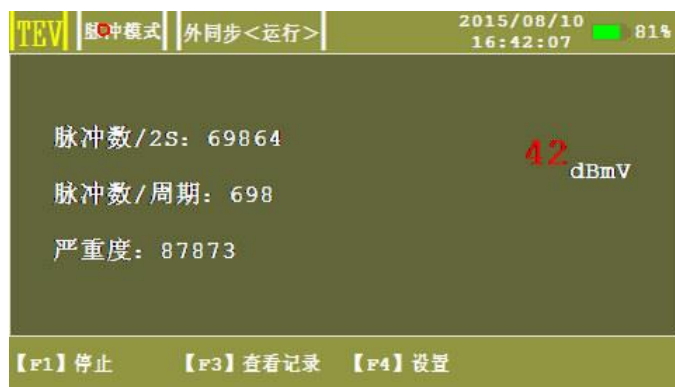 TEV 脉冲模式 外同步<运行> 2015/08/10 16:42:07 81%
脉冲数/2S: 69864
42 dBmV
脉冲数/周期: 698
严重度: 87873
【F1】停止 【F3】查看记录 【F4】设置